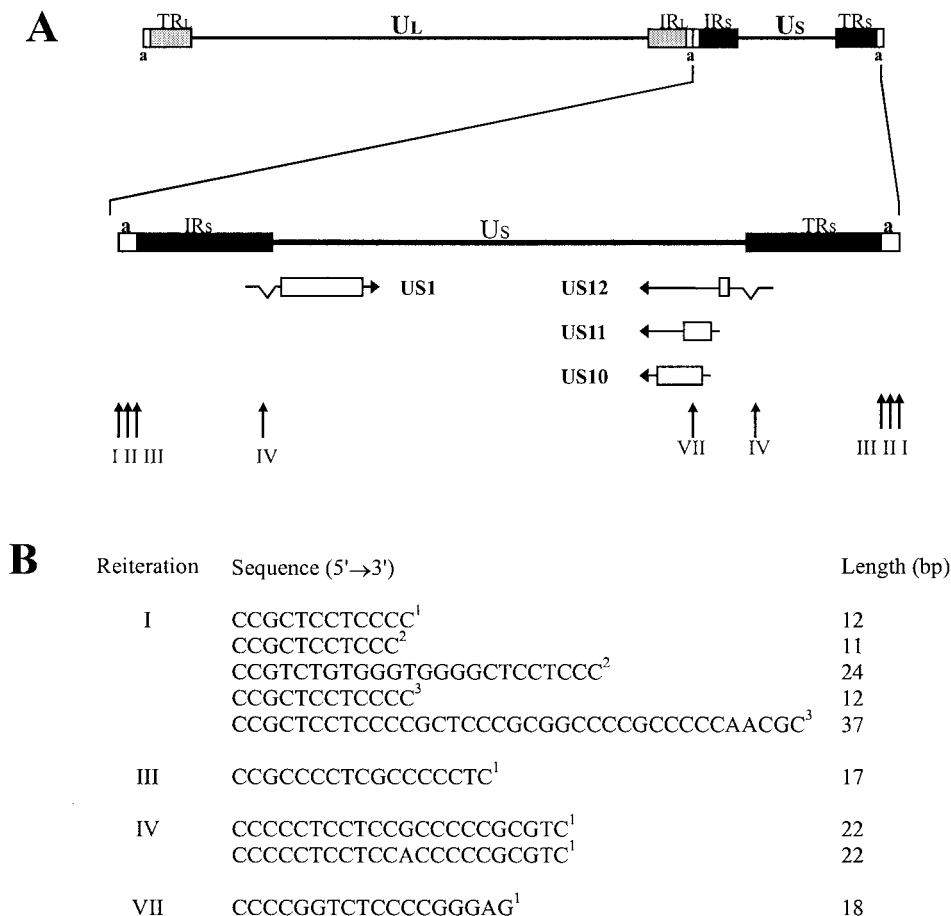 A
TRL UL IRL IRS US TRS
a a a
a IRS US TRS a
US1 US12
US11
US10
I II III IV VII IV III II I
B Reiteration Sequence (5'→3') Length (bp)
I CCGCTCCTCCCC¹ 12
CCGCTCCTCCC² 11
CCGTCTGTGGGTGGGGCTCCTCCC² 24
CCGCTCCTCCCC³ 12
CCGCTCCTCCCCGCTCCCGCGGCCCCGCCCCCAACGC³ 37
III CCGCCCCTCGCCCCCTC¹ 17
IV CCCCCTCCTCCGCCCCCGCGTC¹ 22
CCCCCTCCTCCACCCCCGCGTC¹ 22
VII CCCCGGTCTCCCCGGGAG¹ 18